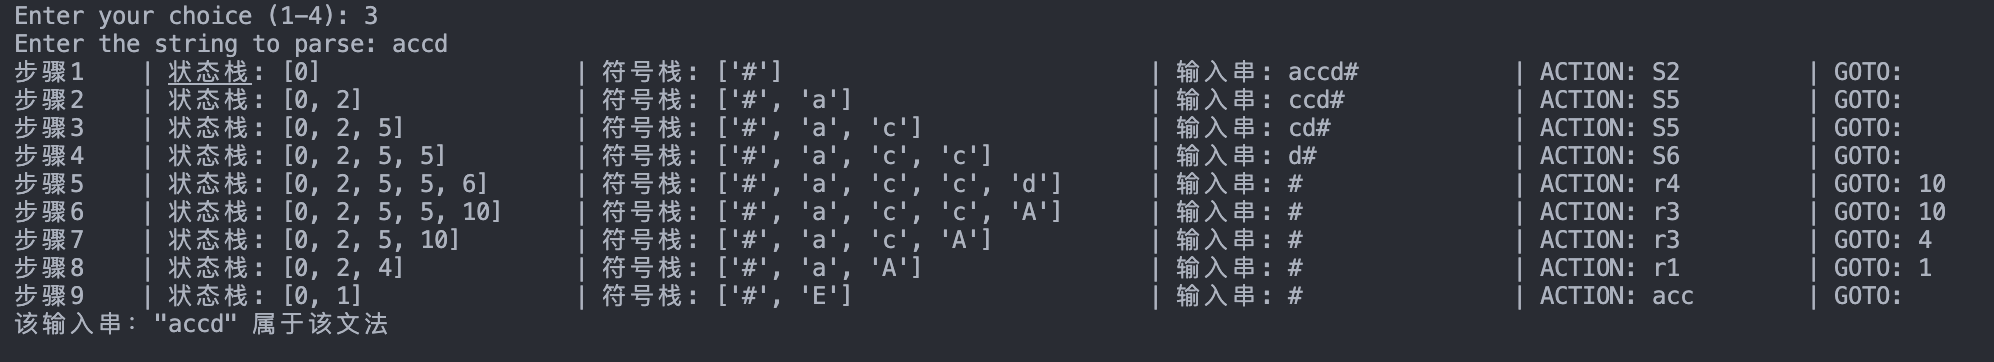 Enter your choice (1-4): 3
Enter the string to parse: accd
步骤1 | 状态栈: [0] | 符号栈: ['#'] | 输入串: accd# | ACTION: S2 | GOTO:
步骤2 | 状态栈: [0, 2] | 符号栈: ['#', 'a'] | 输入串: ccd# | ACTION: S5 | GOTO:
步骤3 | 状态栈: [0, 2, 5] | 符号栈: ['#', 'a', 'c'] | 输入串: cd# | ACTION: S5 | GOTO:
步骤4 | 状态栈: [0, 2, 5, 5] | 符号栈: ['#', 'a', 'c', 'c'] | 输入串: d# | ACTION: S6 | GOTO:
步骤5 | 状态栈: [0, 2, 5, 5, 6] | 符号栈: ['#', 'a', 'c', 'c', 'd'] | 输入串: # | ACTION: r4 | GOTO: 10
步骤6 | 状态栈: [0, 2, 5, 5, 10] | 符号栈: ['#', 'a', 'c', 'c', 'A'] | 输入串: # | ACTION: r3 | GOTO: 10
步骤7 | 状态栈: [0, 2, 5, 10] | 符号栈: ['#', 'a', 'c', 'A'] | 输入串: # | ACTION: r3 | GOTO: 4
步骤8 | 状态栈: [0, 2, 4] | 符号栈: ['#', 'a', 'A'] | 输入串: # | ACTION: r1 | GOTO: 1
步骤9 | 状态栈: [0, 1] | 符号栈: ['#', 'E'] | 输入串: # | ACTION: acc | GOTO:
该输入串: "accd" 属于该文法